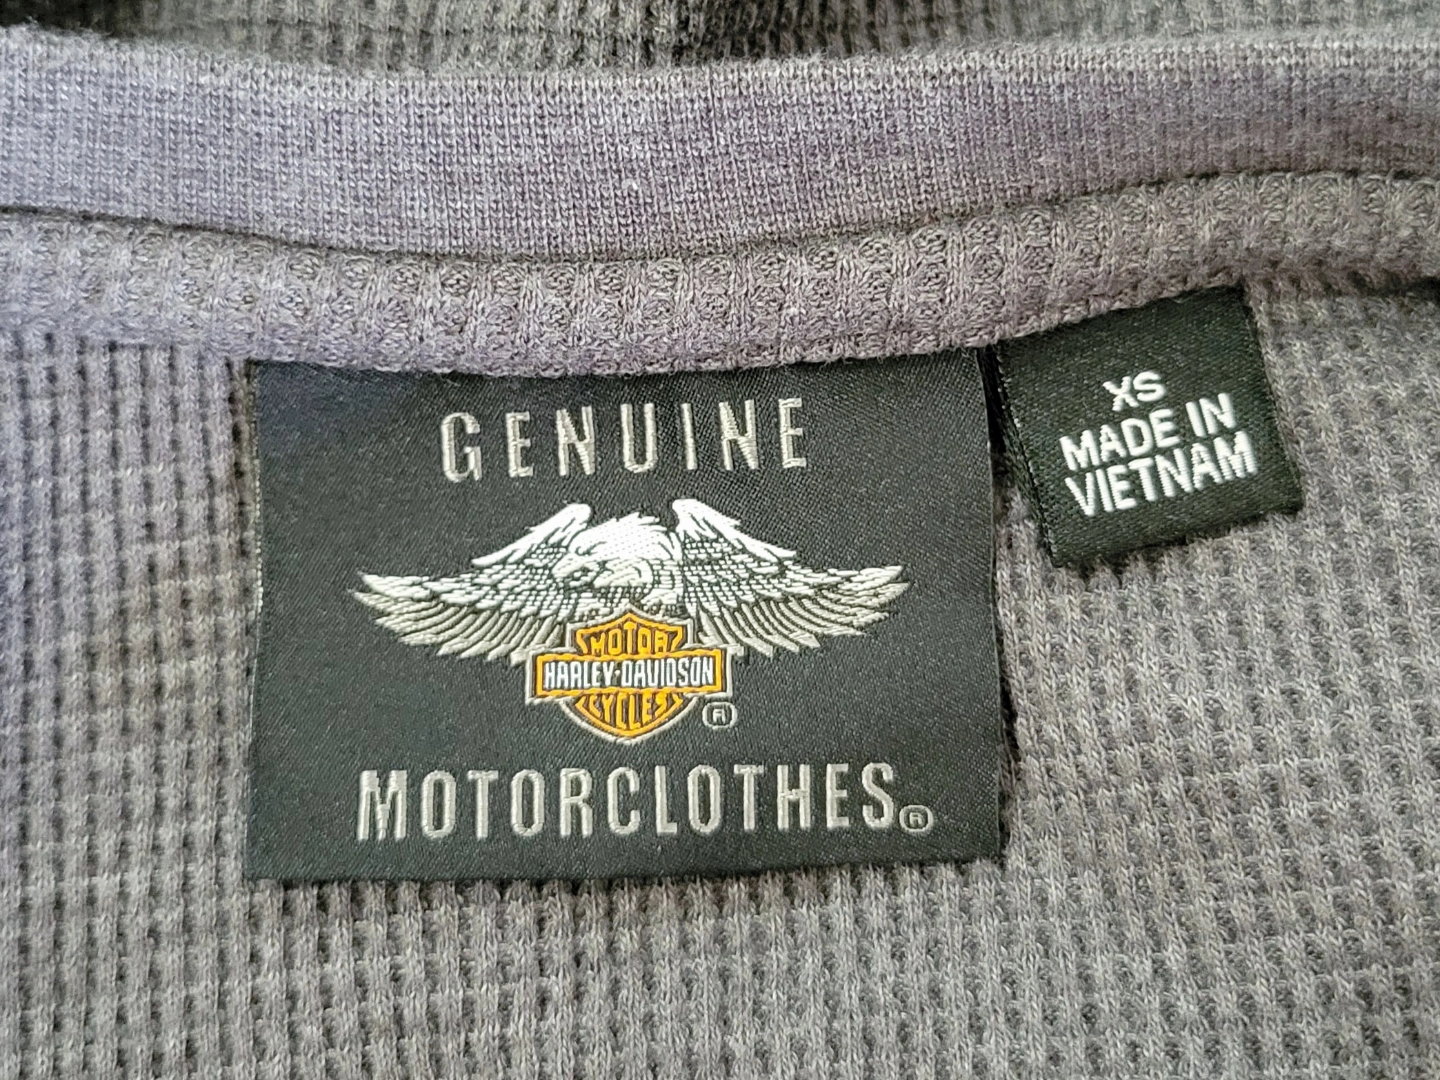 GENUINE
MOTOR
HARLEY-DAVIDSON
CYCLES
®
MOTORCLOTHES®
XS
MADE IN
VIETNAM